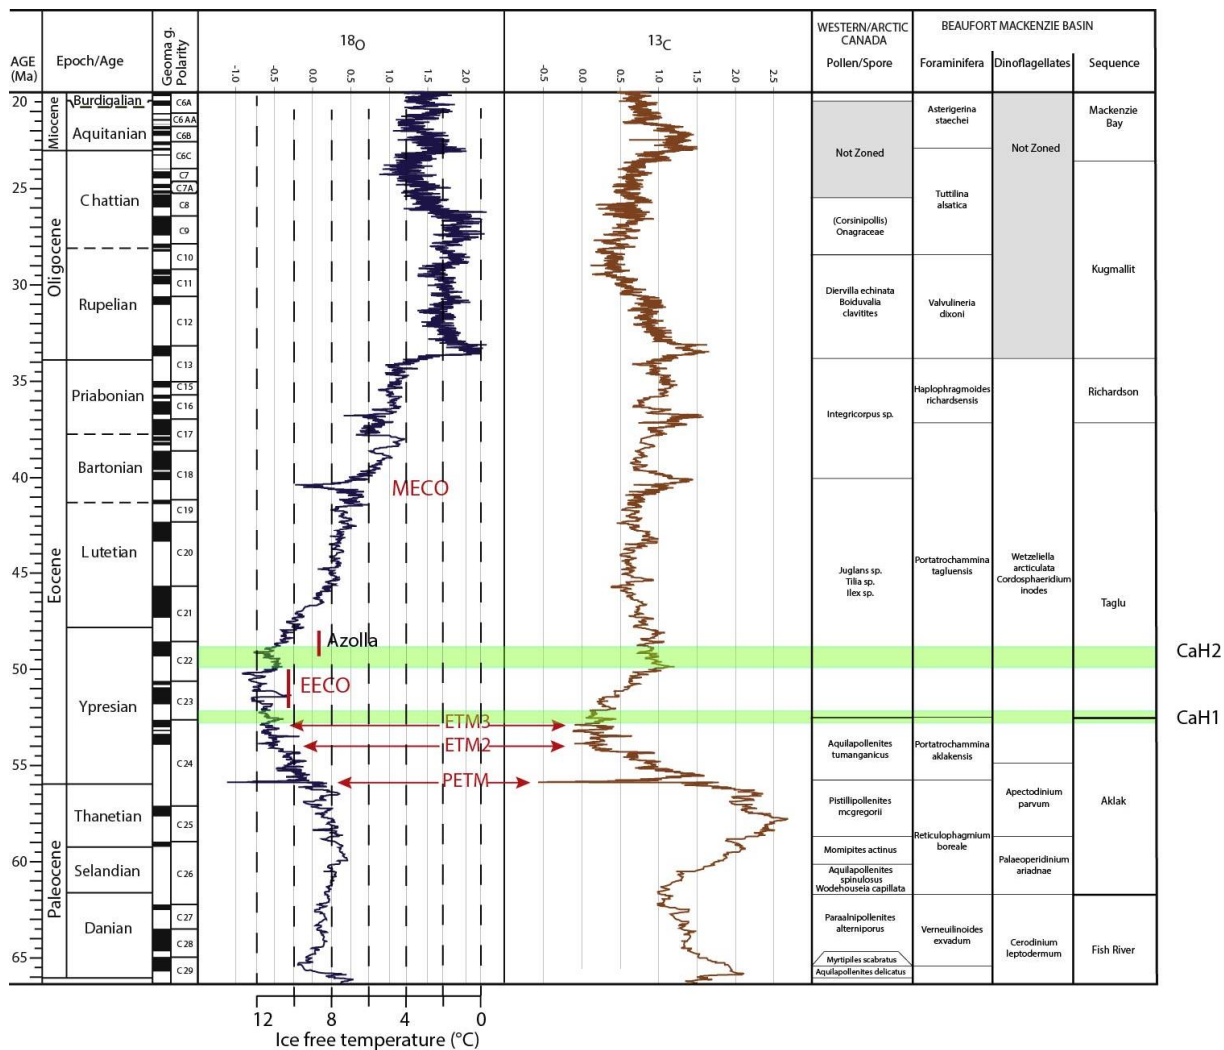 WESTERN/ARCTIC
CANADA
BEAUFORT MACKENZIE BASIN
AGE
(Ma)
Epoch/Age
Geoma g.
Polarity
18O
13C
Pollen/Spore
Foraminifera
Dinoflagellates
Sequence
-1.0 -0.5 0.0 0.5 1.0 1.5 2.0
-0.5 0.0 0.5 1.0 1.5 2.0 2.5
20
25
30
35
40
45
50
55
60
65
Miocene
Oligocene
Eocene
Paleocene
Burdigalian
Aquitanian
Chattian
Rupelian
Priabonian
Bartonian
Lutetian
Ypresian
Thanetian
Selandian
Danian
C6A
C6 AA
C6B
C6C
C7
C7A
C8
C9
C10
C11
C12
C13
C15
C16
C17
C18
C19
C20
C21
C22
C23
C24
C25
C26
C27
C28
C29
MECO
Azolla
EECO
ETM3
ETM2
PETM
Not Zoned
(Corsinipollis)
Onagraceae
Diervilla echinata
Boiduvalia
clavitites
Integricorpus sp.
Juglans sp.
Tilia sp.
Ilex sp.
Aquilapollenites
tumanganicus
Pistillipollenites
mcgregorii
Momipites actinus
Aquilapollenites
spinulosus
Wodehouseia capillata
Paraalnipollenites
alterniporus
Myrtipiles scabratus
Aquilapollenites delicatus
Asterigerina
staechei
Tuttilina
alsatica
Valvulineria
dixoni
Haplophragmoides
richardsensis
Portatrochammina
tagluensis
Portatrochammina
aklakensis
Reticulophagmium
boreale
Verneuilinoides
exvadum
Not Zoned
Wetzeliella
arcticulata
Cordosphaeridium
inodes
Apectodinium
parvum
Palaeoperidinium
ariadnae
Cerodinium
leptodermum
Mackenzie
Bay
Kugmallit
Richardson
Taglu
Aklak
Fish River
CaH2
CaH1
12 8 4 0
Ice free temperature (°C)